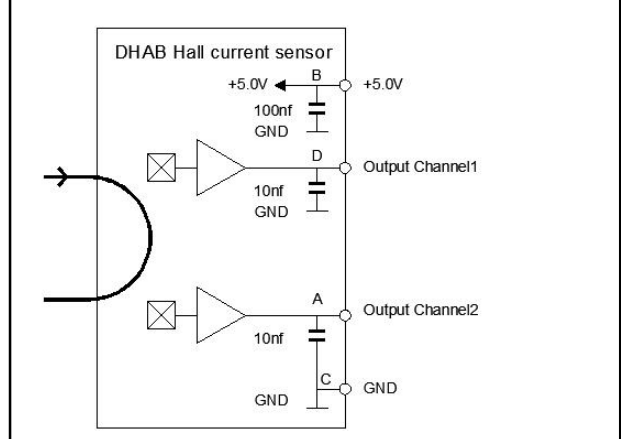 DHAB Hall current sensor
+5.0V B +5.0V
100nf
GND
D Output Channel1
10nf
GND
A Output Channel2
10nf
C GND
GND